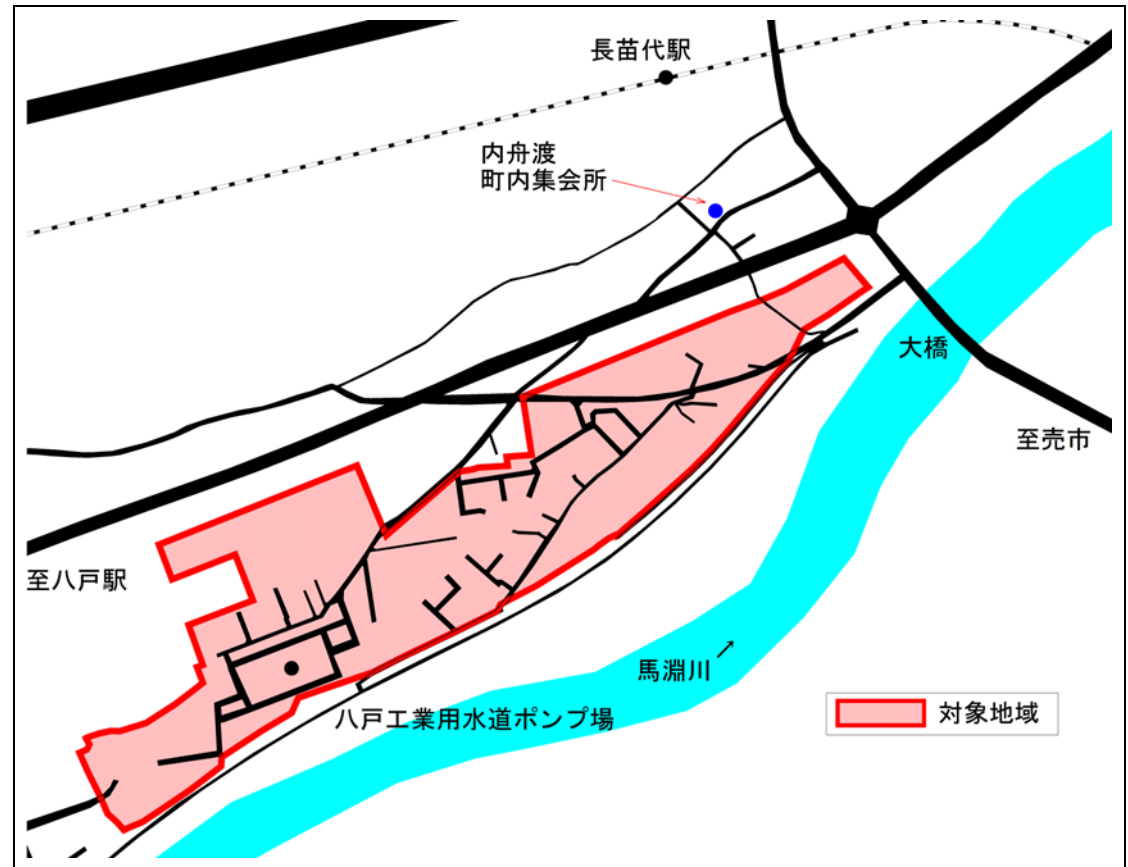 長苗代駅
内舟渡
町内集会所
大橋
至売市
至八戸駅
馬淵川
八戸工業用水道ポンプ場
対象地域